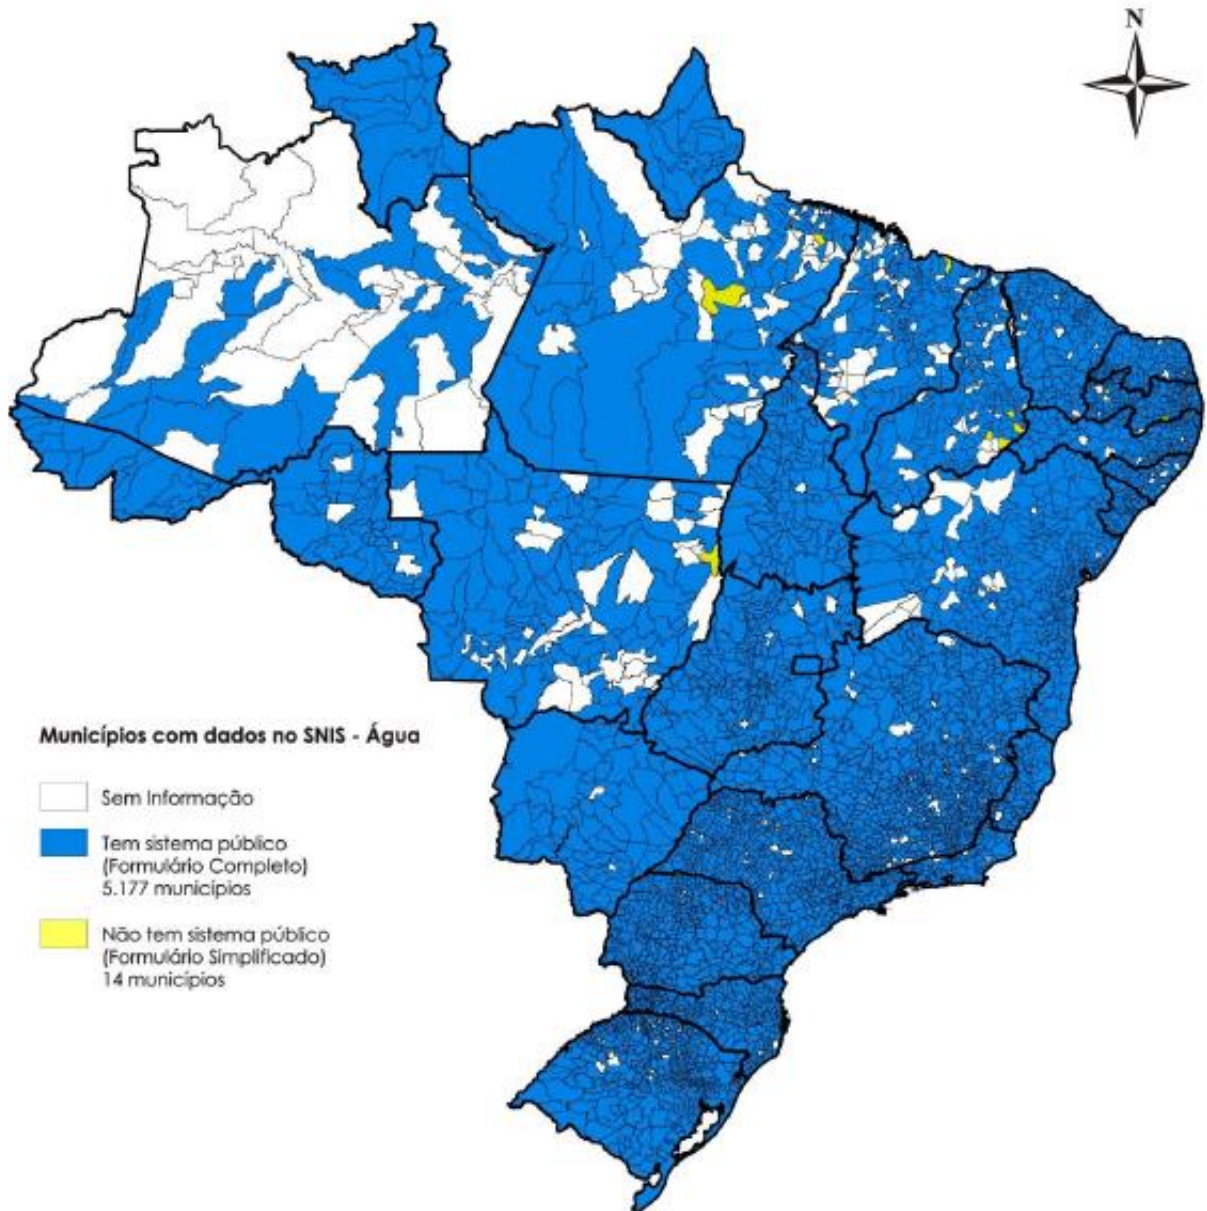 N
Municípios com dados no SNIS - Água
Sem Informação
Tem sistema público
(Formulário Completo)
5.177 municípios
Não tem sistema público
(Formulário Simplificado)
14 municípios